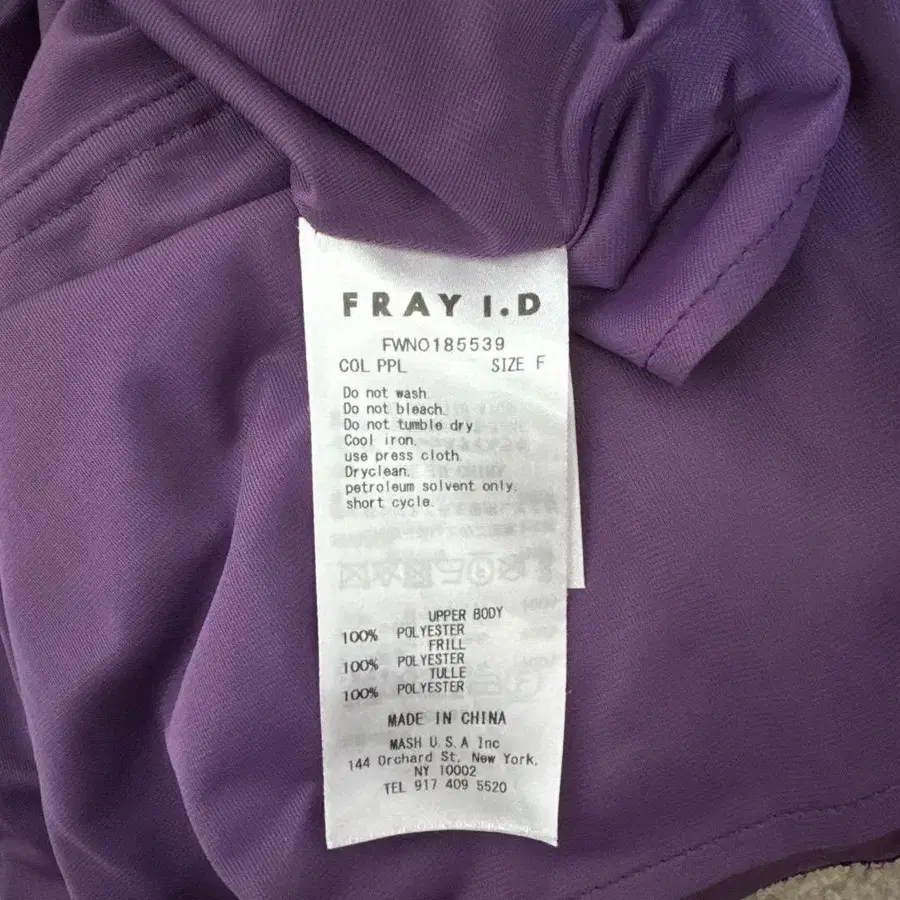 FRAY I.D
FWNO185539
COL PPL SIZE F
Do not wash.
Do not bleach.
Do not tumble dry.
Cool iron.
use press cloth.
Dryclean.
petroleum solvent only.
short cycle.
UPPER BODY
100% POLYESTER
FRILL
100% POLYESTER
TULLE
100% POLYESTER
MADE IN CHINA
MASH U.S.A Inc
144 Orchard St, New York,
NY 10002
TEL 917 409 5520